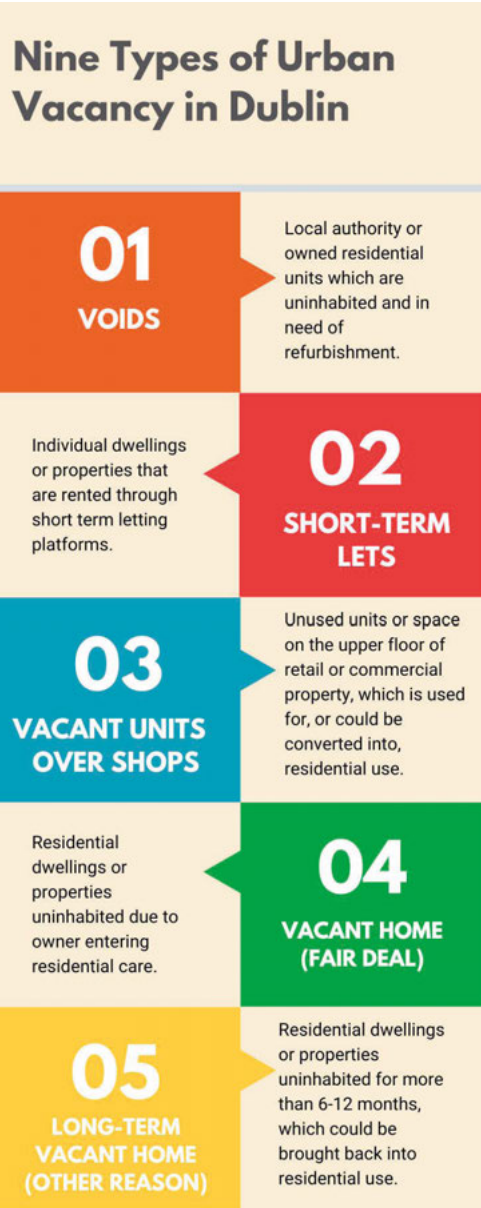 Nine Types of Urban
Vacancy in Dublin
01
VOIDS
Local authority or
owned residential
units which are
uninhabited and in
need of
refurbishment.
Individual dwellings
or properties that
are rented through
short term letting
platforms.
02
SHORT-TERM
LETS
03
VACANT UNITS
OVER SHOPS
Unused units or space
on the upper floor of
retail or commercial
property, which is used
for, or could be
converted into,
residential use.
Residential
dwellings or
properties
uninhabited due to
owner entering
residential care.
04
VACANT HOME
(FAIR DEAL)
05
LONG-TERM
VACANT HOME
(OTHER REASON)
Residential dwellings
or properties
uninhabited for more
than 6-12 months,
which could be
brought back into
residential use.